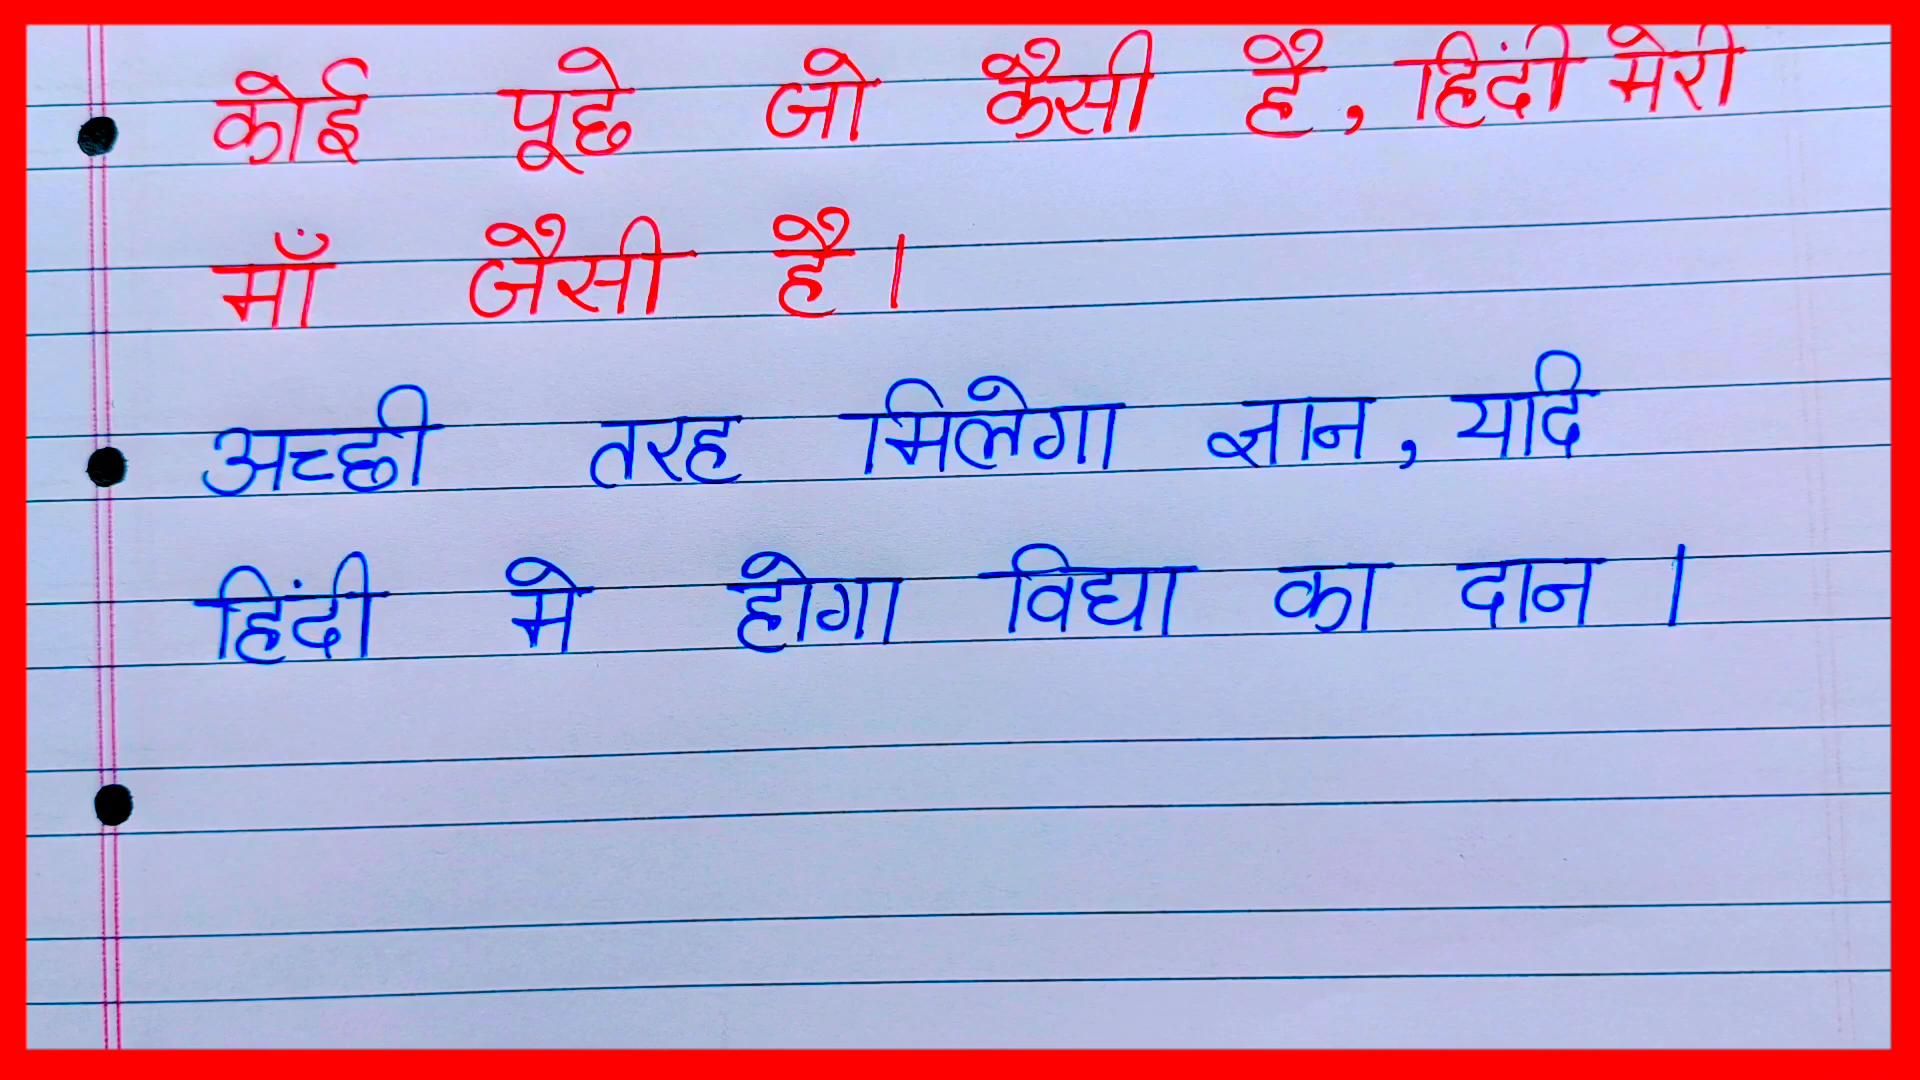 कोई पूछे जो कैसी है, हिंदी मेरी
माँ जैसी है।
अच्छी तरह मिलेगा ज्ञान, यदि
हिंदी मे होगा विद्या का दान ।